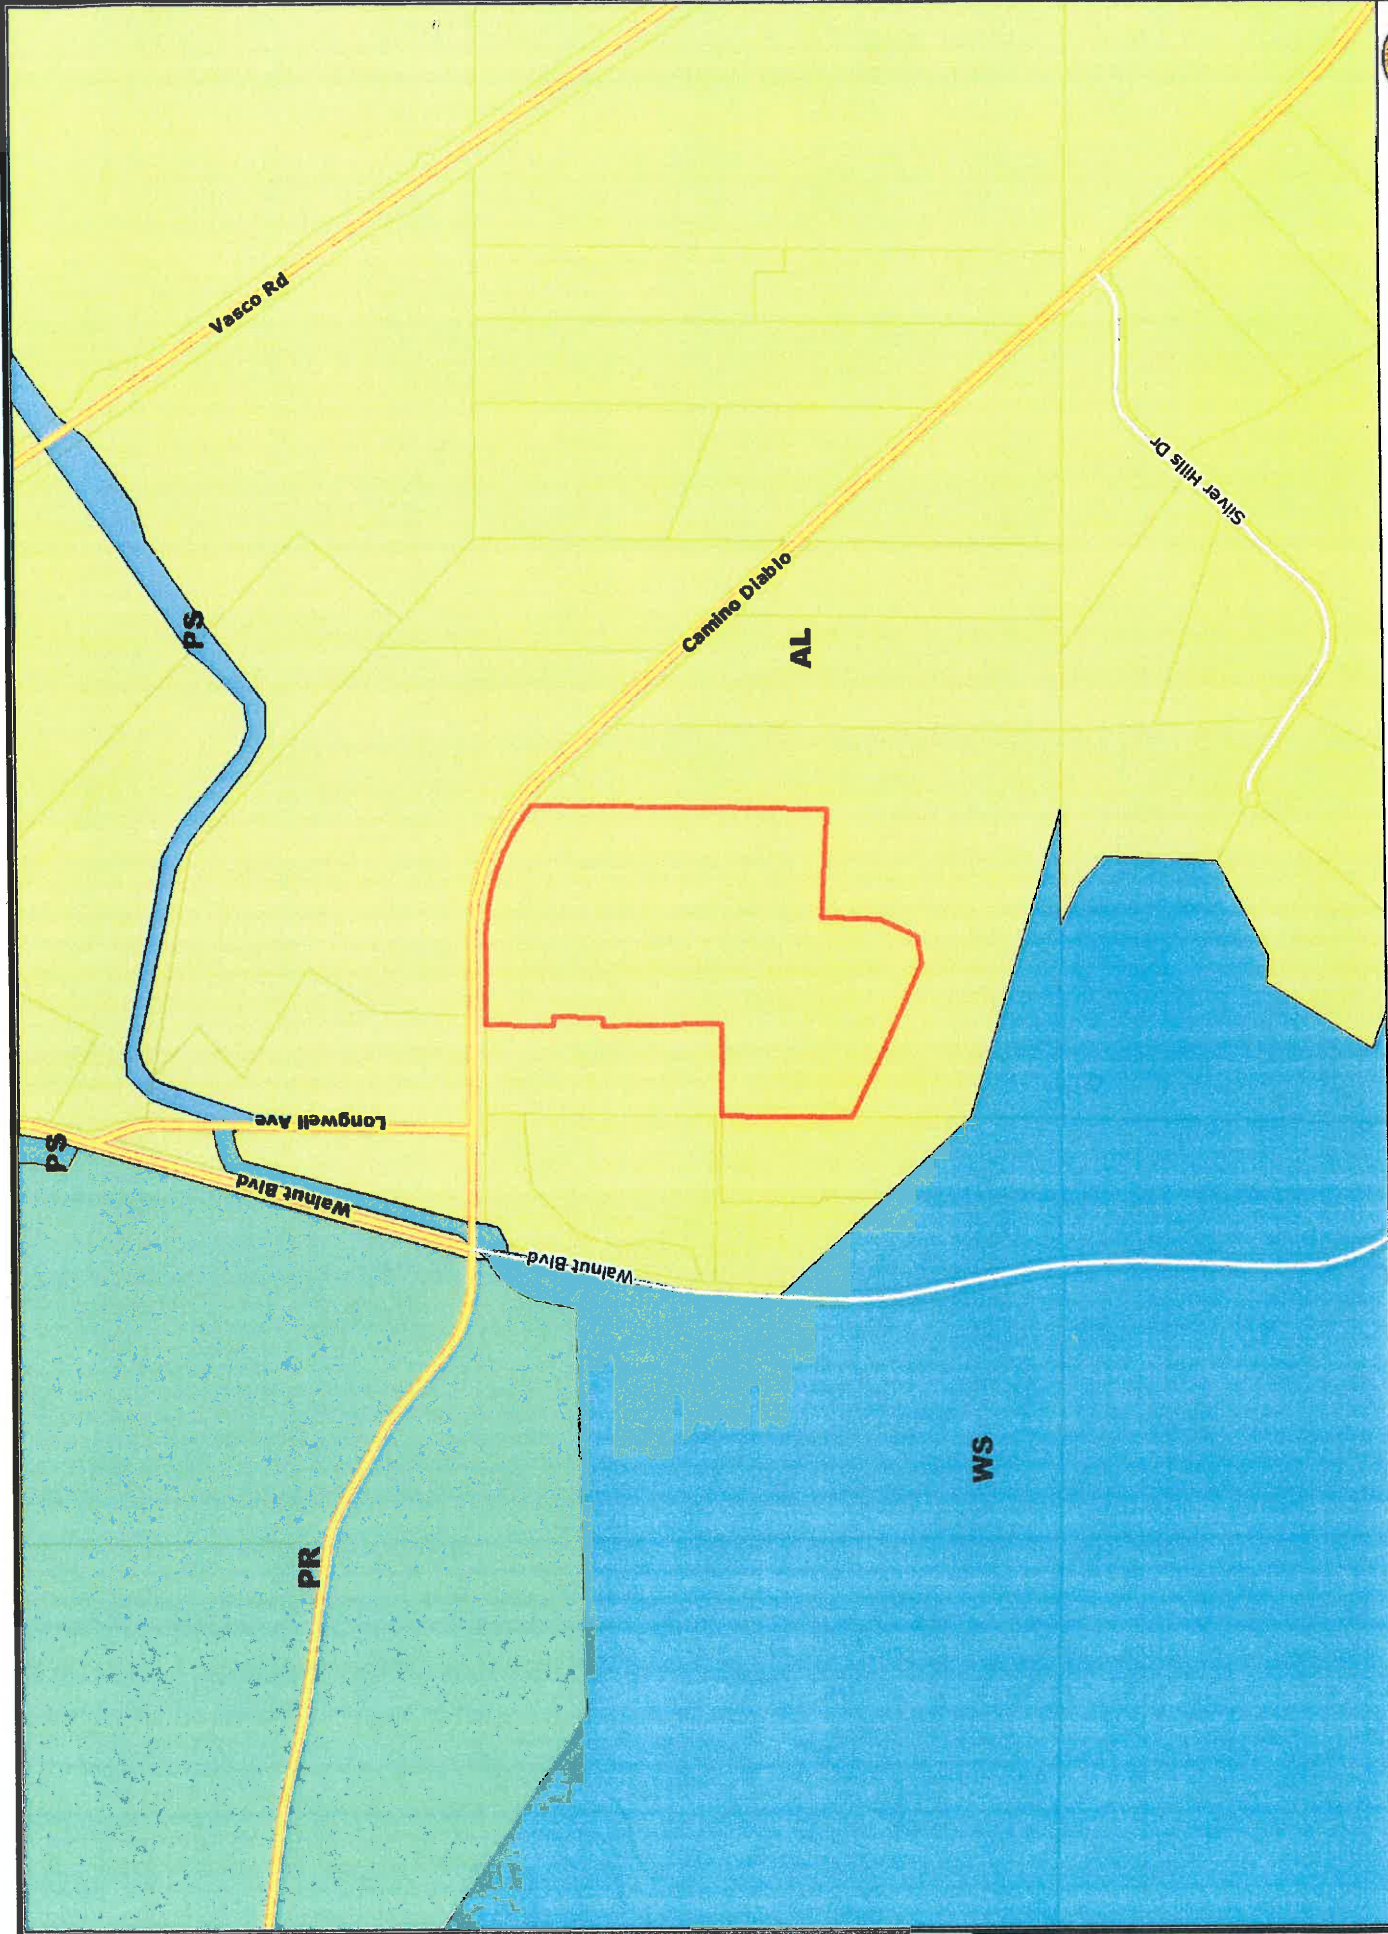 Vasco Rd
PS
Silver Hills Dr
Camino Diablo
AL
Longwell Ave
PS
Walnut Blvd
Walnut Blvd
WS
PR